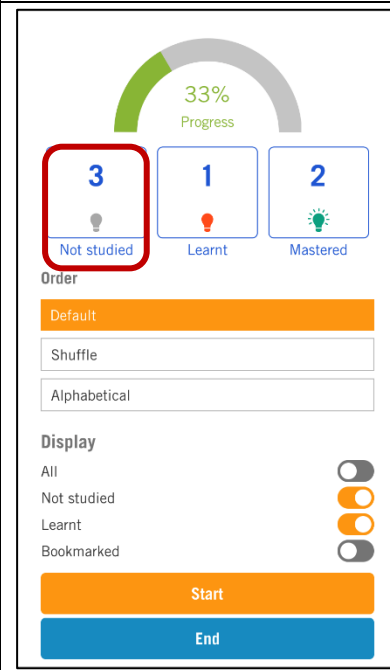 33%
Progress
3 1 2
Not studied Learnt Mastered
Order
Default
Shuffle
Alphabetical
Display
All
Not studied
Learnt
Bookmarked
Start
End